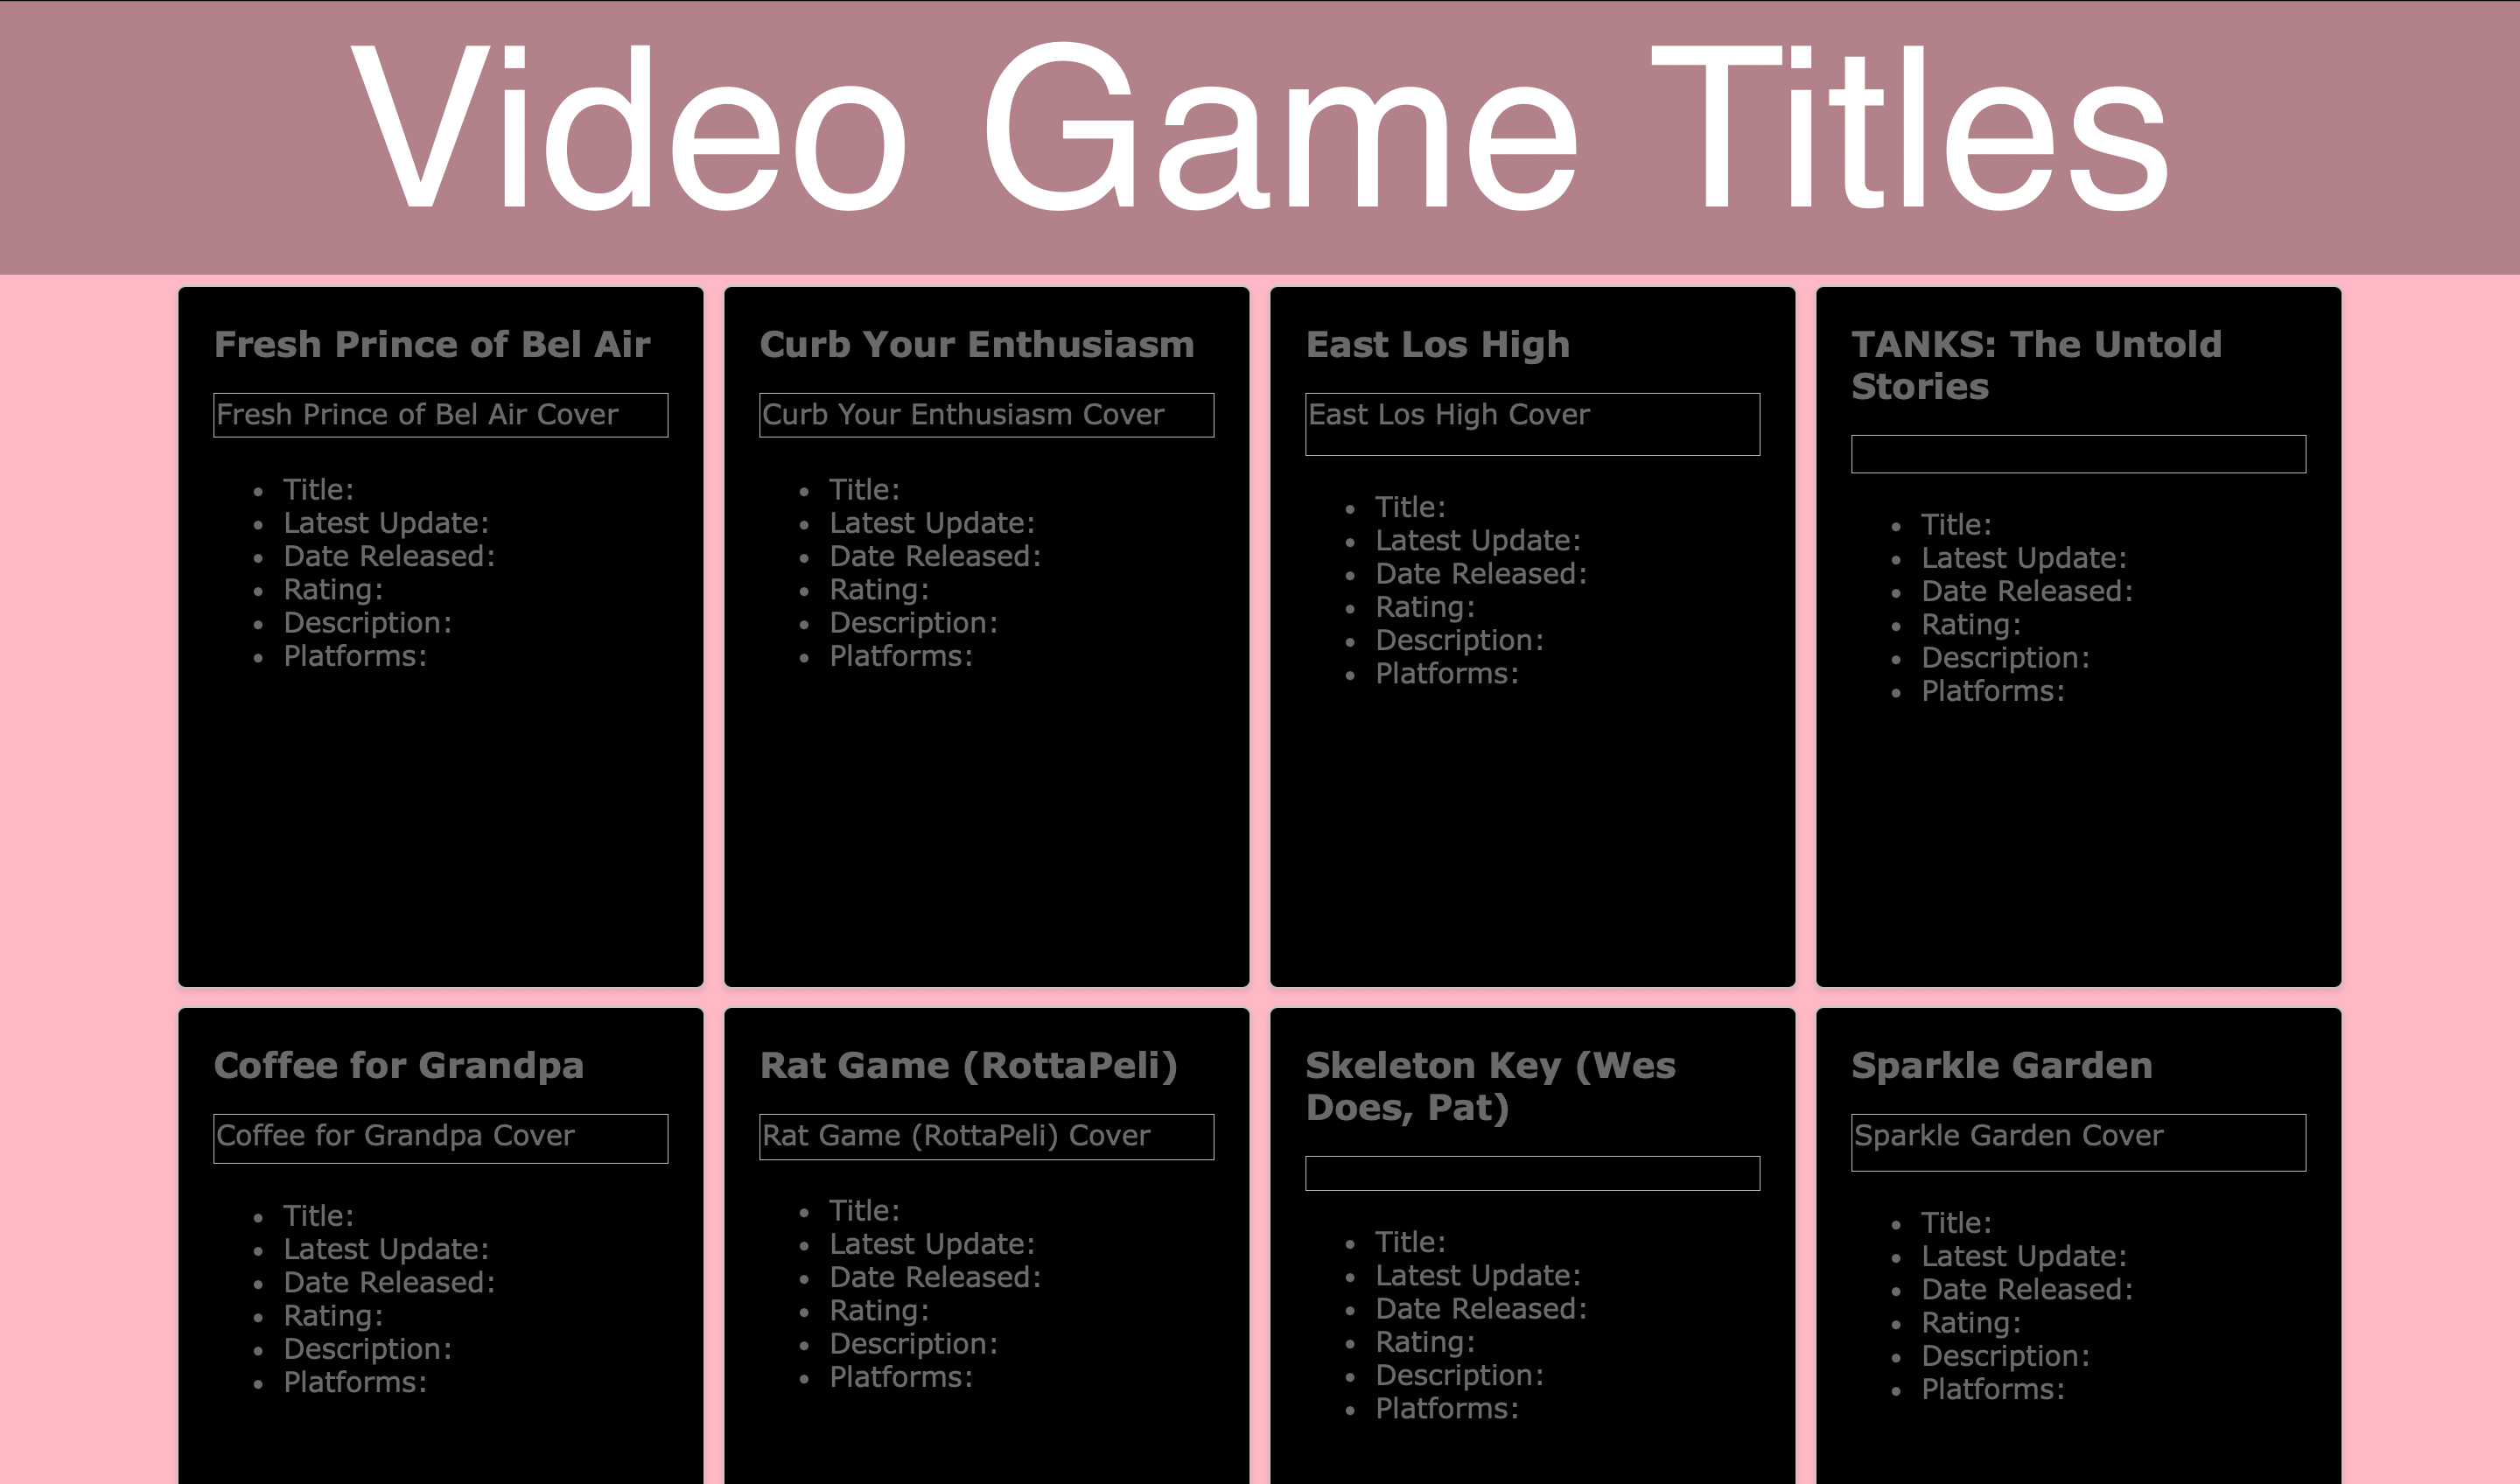 Video Game Titles
Fresh Prince of Bel Air
Fresh Prince of Bel Air Cover
• Title:
• Latest Update:
• Date Released:
• Rating:
• Description:
• Platforms:
Curb Your Enthusiasm
Curb Your Enthusiasm Cover
• Title:
• Latest Update:
• Date Released:
• Rating:
• Description:
• Platforms:
East Los High
East Los High Cover
• Title:
• Latest Update:
• Date Released:
• Rating:
• Description:
• Platforms:
TANKS: The Untold
Stories
• Title:
• Latest Update:
• Date Released:
• Rating:
• Description:
• Platforms:
Coffee for Grandpa
Coffee for Grandpa Cover
• Title:
• Latest Update:
• Date Released:
• Rating:
• Description:
• Platforms:
Rat Game (RottaPeli)
Rat Game (RottaPeli) Cover
• Title:
• Latest Update:
• Date Released:
• Rating:
• Description:
• Platforms:
Skeleton Key (Wes
Does, Pat)
• Title:
• Latest Update:
• Date Released:
• Rating:
• Description:
• Platforms:
Sparkle Garden
Sparkle Garden Cover
• Title:
• Latest Update:
• Date Released:
• Rating:
• Description:
• Platforms: